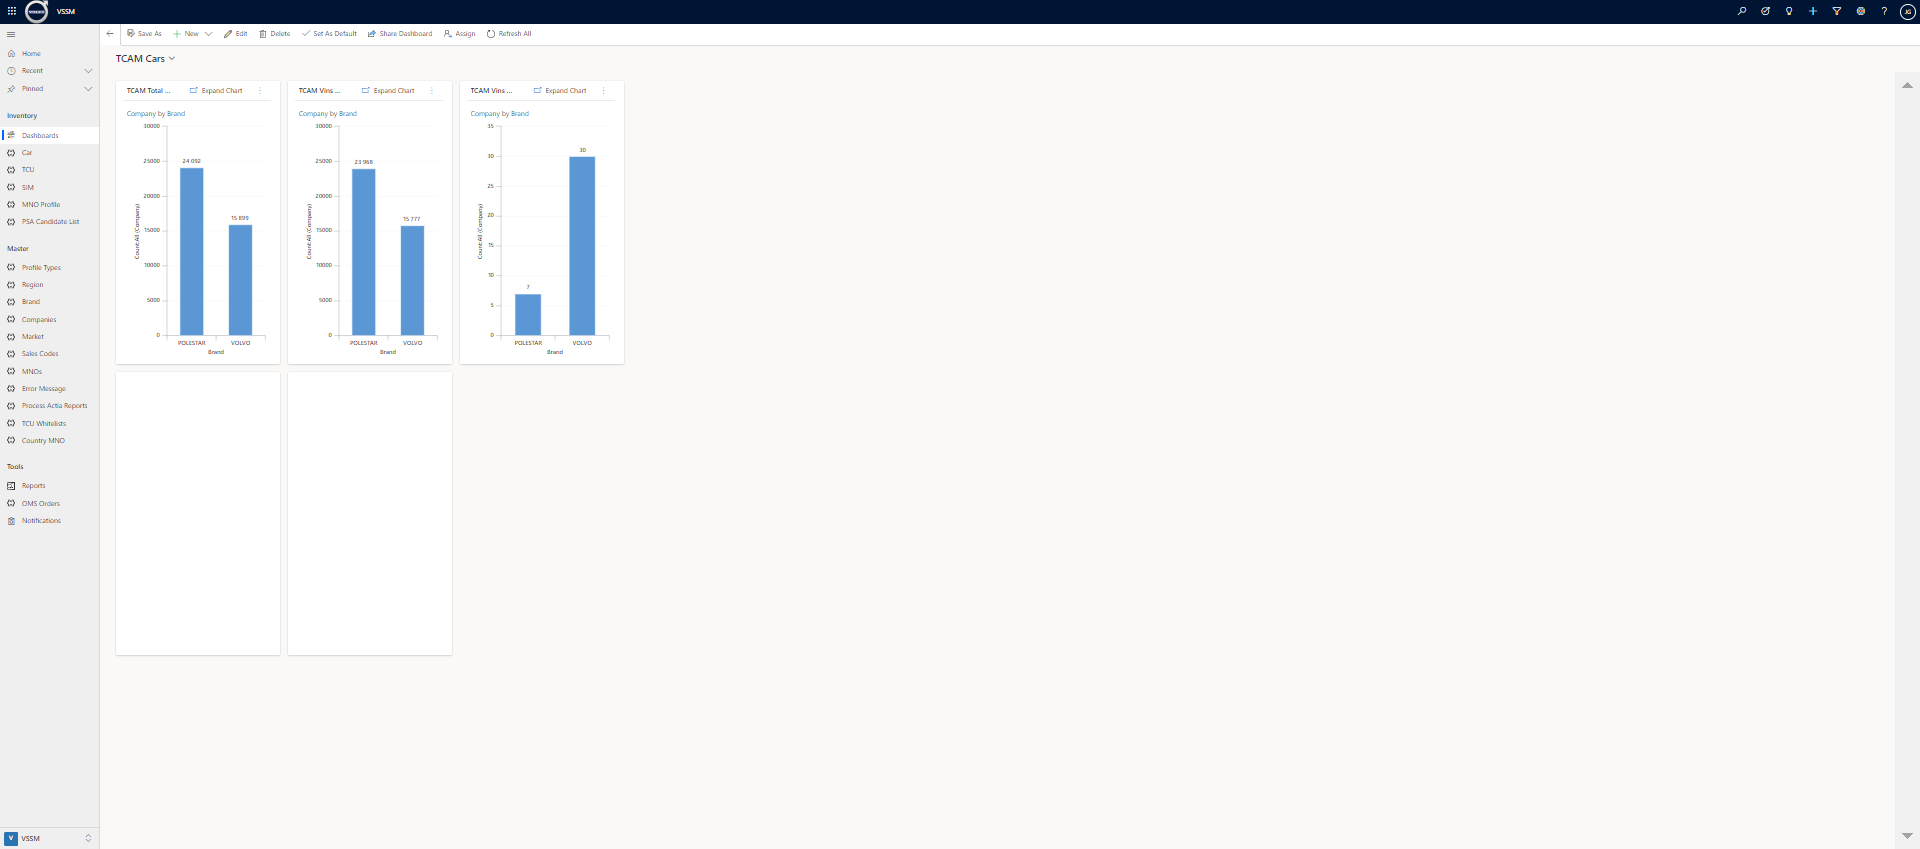 VSSM
JG
Save As
New
Edit
Delete
Set As Default
Share Dashboard
Assign
Refresh All
Home
Recent
Pinned
Inventory
Dashboards
Car
TCU
SIM
MNO Profile
PSA Candidate List
Master
Profile Types
Region
Brand
Companies
Market
Sales Codes
MNOs
Error Message
Process Actia Reports
TCU Whitelists
Country MNO
Tools
Reports
OMS Orders
Notifications
V VSSM
TCAM Cars
TCAM Total ...
Expand Chart
Company by Brand
30000
25000
20000
15000
10000
5000
0
Count:All (Company)
24 092
15 899
POLESTAR
VOLVO
Brand
TCAM Vins ...
Expand Chart
Company by Brand
30000
25000
20000
15000
10000
5000
0
Count:All (Company)
23 968
15 777
POLESTAR
VOLVO
Brand
TCAM Vins ...
Expand Chart
Company by Brand
35
30
25
20
15
10
5
0
Count:All (Company)
7
30
POLESTAR
VOLVO
Brand